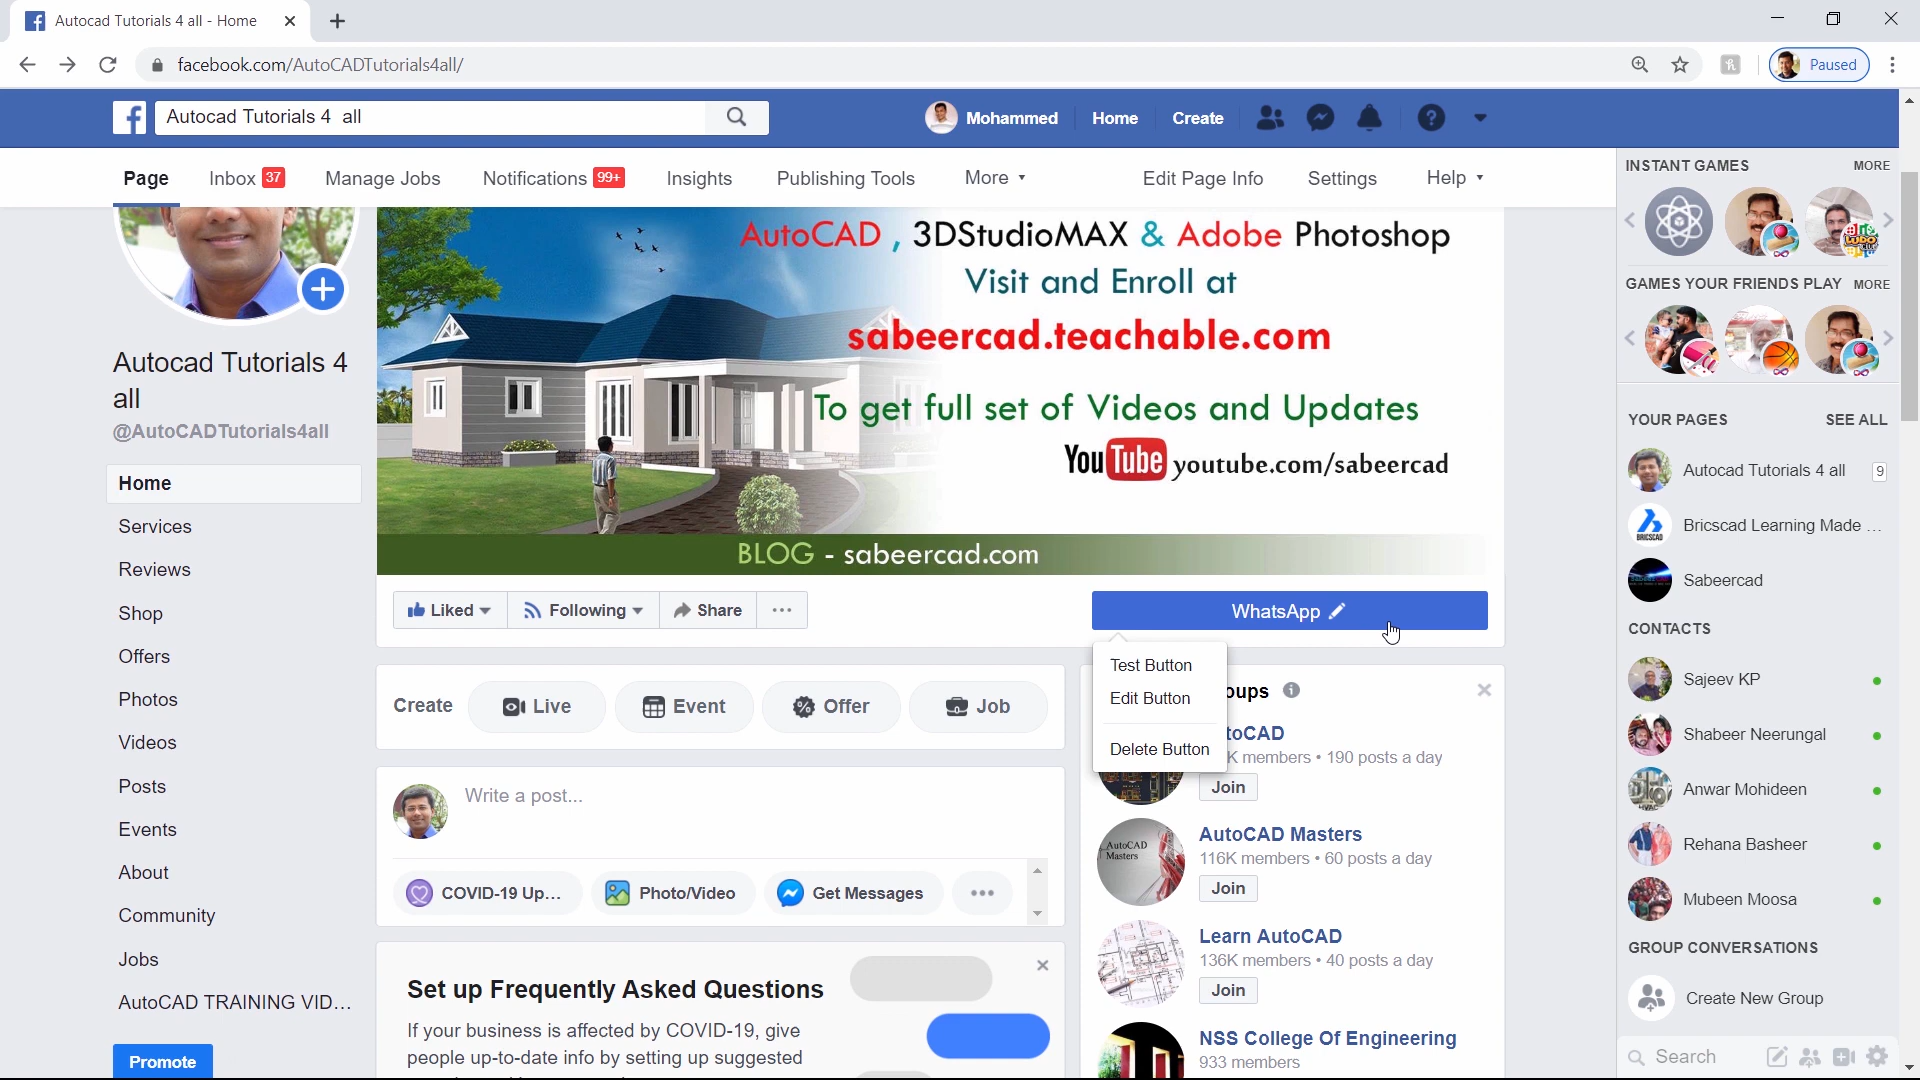 Autocad Tutorials 4 all - Home
facebook.com/AutoCADTutorials4all/
Paused
Autocad Tutorials 4 all
Mohammed
Home
Create
Page
Inbox 37
Manage Jobs
Notifications 99+
Insights
Publishing Tools
More
Edit Page Info
Settings
Help
Autocad Tutorials 4
all
@AutoCADTutorials4all
Home
Services
Reviews
Shop
Offers
Photos
Videos
Posts
Events
About
Community
Jobs
AutoCAD TRAINING VID...
Promote
AutoCAD , 3DStudioMAX & Adobe Photoshop
Visit and Enroll at
sabeercad.teachable.com
To get full set of Videos and Updates
YouTube youtube.com/sabeercad
BLOG - sabeercad.com
Liked
Following
Share
WhatsApp
Test Button
Edit Button
Delete Button
Create
Live
Event
Offer
Job
Write a post...
COVID-19 Up...
Photo/Video
Get Messages
Set up Frequently Asked Questions
If your business is affected by COVID-19, give
people up-to-date info by setting up suggested
oups
toCAD
K members • 190 posts a day
Join
AutoCAD Masters
AutoCAD Masters
116K members • 60 posts a day
Join
Learn AutoCAD
136K members • 40 posts a day
Join
NSS College Of Engineering
933 members
INSTANT GAMES
MORE
GAMES YOUR FRIENDS PLAY
MORE
YOUR PAGES
SEE ALL
Autocad Tutorials 4 all
9
BRICSCAD
Bricscad Learning Made ...
Sabeercad
CONTACTS
Sajeev KP
Shabeer Neerungal
Anwar Mohideen
Rehana Basheer
Mubeen Moosa
GROUP CONVERSATIONS
Create New Group
Search